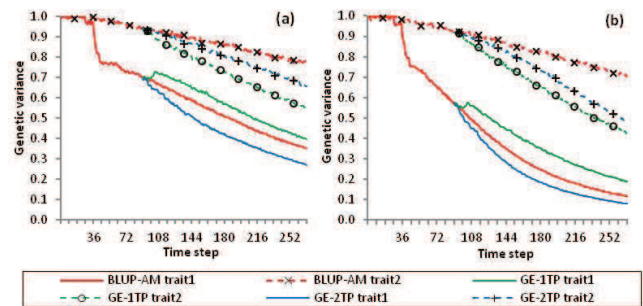 (a)
Genetic variance
1.0
0.9
0.8
0.7
0.6
0.5
0.4
0.3
0.2
0.1
0.0
36 72 108 144 180 216 252
Time step
(b)
Genetic variance
1.0
0.9
0.8
0.7
0.6
0.5
0.4
0.3
0.2
0.1
0.0
36 72 108 144 180 216 252
Time step
BLUP-AM trait1 BLUP-AM trait2 GE-1TP trait1
GE-1TP trait2 GE-2TP trait1 GE-2TP trait2